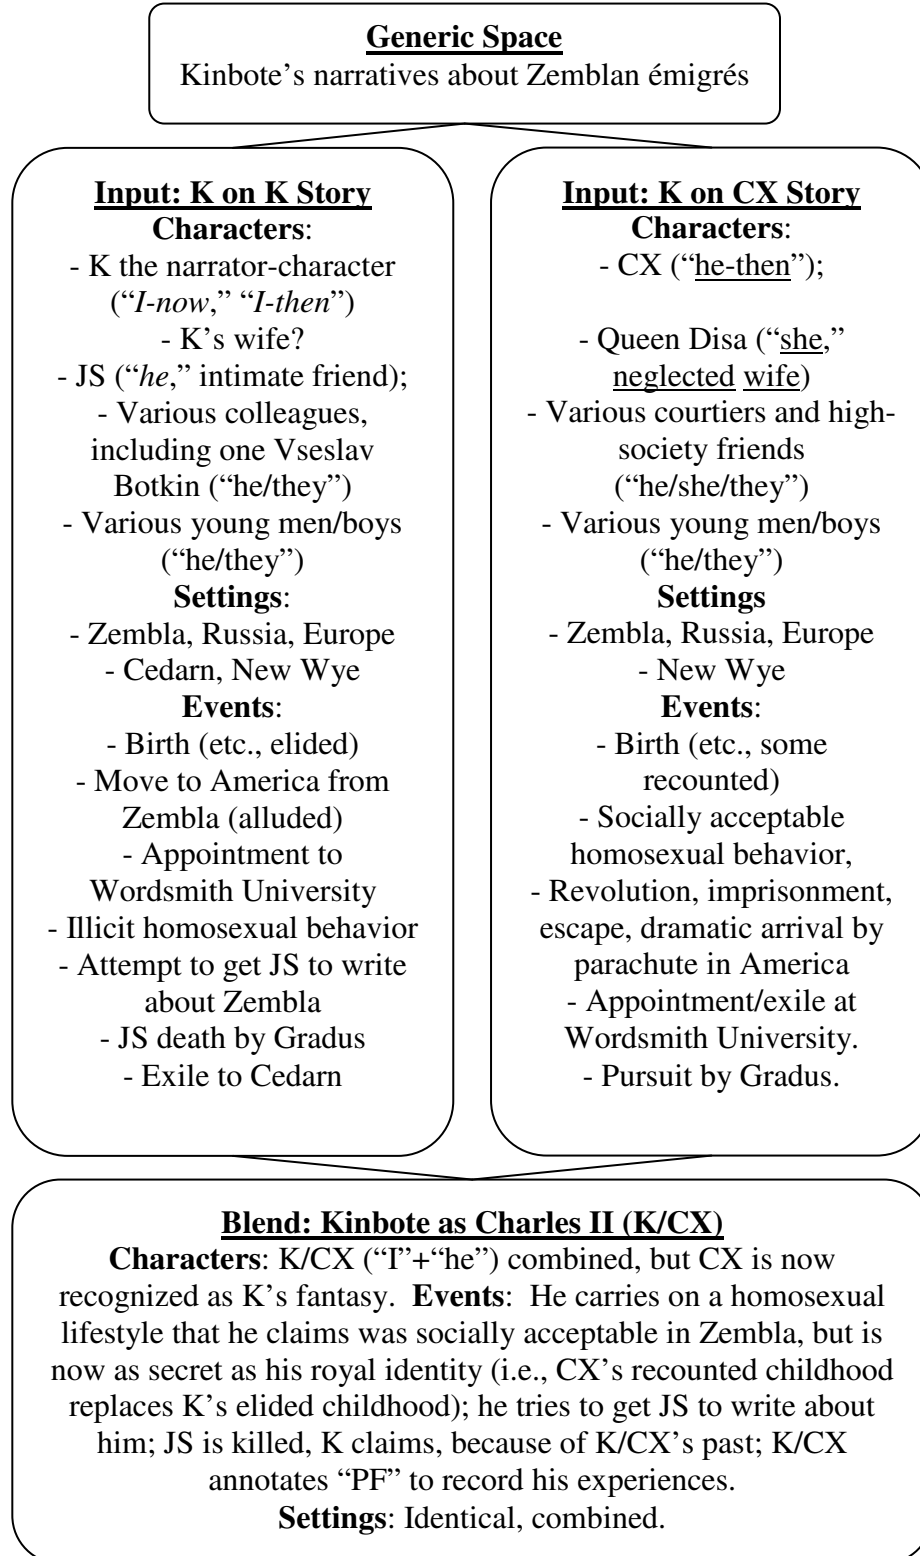 Generic Space
Kinbote’s narratives about Zemblan émigrés
Input: K on K Story
Characters:
- K the narrator-character
(“I-now,” “I-then”)
- K’s wife?
- JS (“he,” intimate friend);
- Various colleagues,
including one Vseslav
Botkin (“he/they”)
- Various young men/boys
(“he/they”)
Settings:
- Zembla, Russia, Europe
- Cedarn, New Wye
Events:
- Birth (etc., elided)
- Move to America from
Zembla (alluded)
- Appointment to
Wordsmith University
- Illicit homosexual behavior
- Attempt to get JS to write
about Zembla
- JS death by Gradus
- Exile to Cedarn
Input: K on CX Story
Characters:
- CX (“he-then”);
- Queen Disa (“she,”
neglected wife)
- Various courtiers and high-
society friends
(“he/she/they”)
- Various young men/boys
(“he/they”)
Settings
- Zembla, Russia, Europe
- New Wye
Events:
- Birth (etc., some
recounted)
- Socially acceptable
homosexual behavior,
- Revolution, imprisonment,
escape, dramatic arrival by
parachute in America
- Appointment/exile at
Wordsmith University.
- Pursuit by Gradus.
Blend: Kinbote as Charles II (K/CX)
Characters: K/CX (“I”+“he”) combined, but CX is now
recognized as K’s fantasy. Events: He carries on a homosexual
lifestyle that he claims was socially acceptable in Zembla, but is
now as secret as his royal identity (i.e., CX’s recounted childhood
replaces K’s elided childhood); he tries to get JS to write about
him; JS is killed, K claims, because of K/CX’s past; K/CX
annotates “PF” to record his experiences.
Settings: Identical, combined.